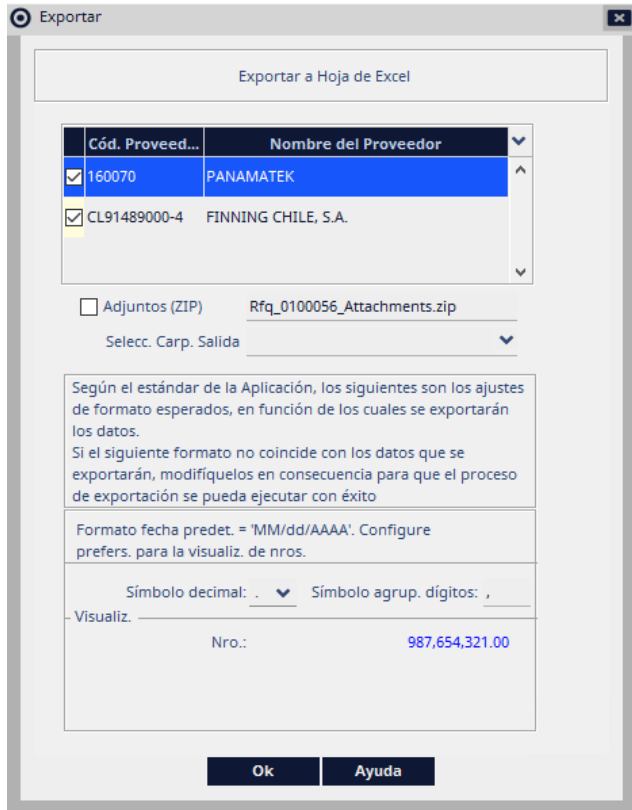 Exportar
Exportar a Hoja de Excel
Cód. Proveed... Nombre del Proveedor
160070 PANAMATEK
CL91489000-4 FINNING CHILE, S.A.
Adjuntos (ZIP) Rfq_0100056_Attachments.zip
Selecc. Carp. Salida
Según el estándar de la Aplicación, los siguientes son los ajustes
de formato esperados, en función de los cuales se exportarán
los datos.
Si el siguiente formato no coincide con los datos que se
exportarán, modifíquelos en consecuencia para que el proceso
de exportación se pueda ejecutar con éxito
Formato fecha predet. = 'MM/dd/AAAA'. Configure
prefers. para la visualiz. de nros.
Símbolo decimal: . Símbolo agrup. dígitos: ,
Visualiz.
Nro.: 987,654,321.00
Ok Ayuda